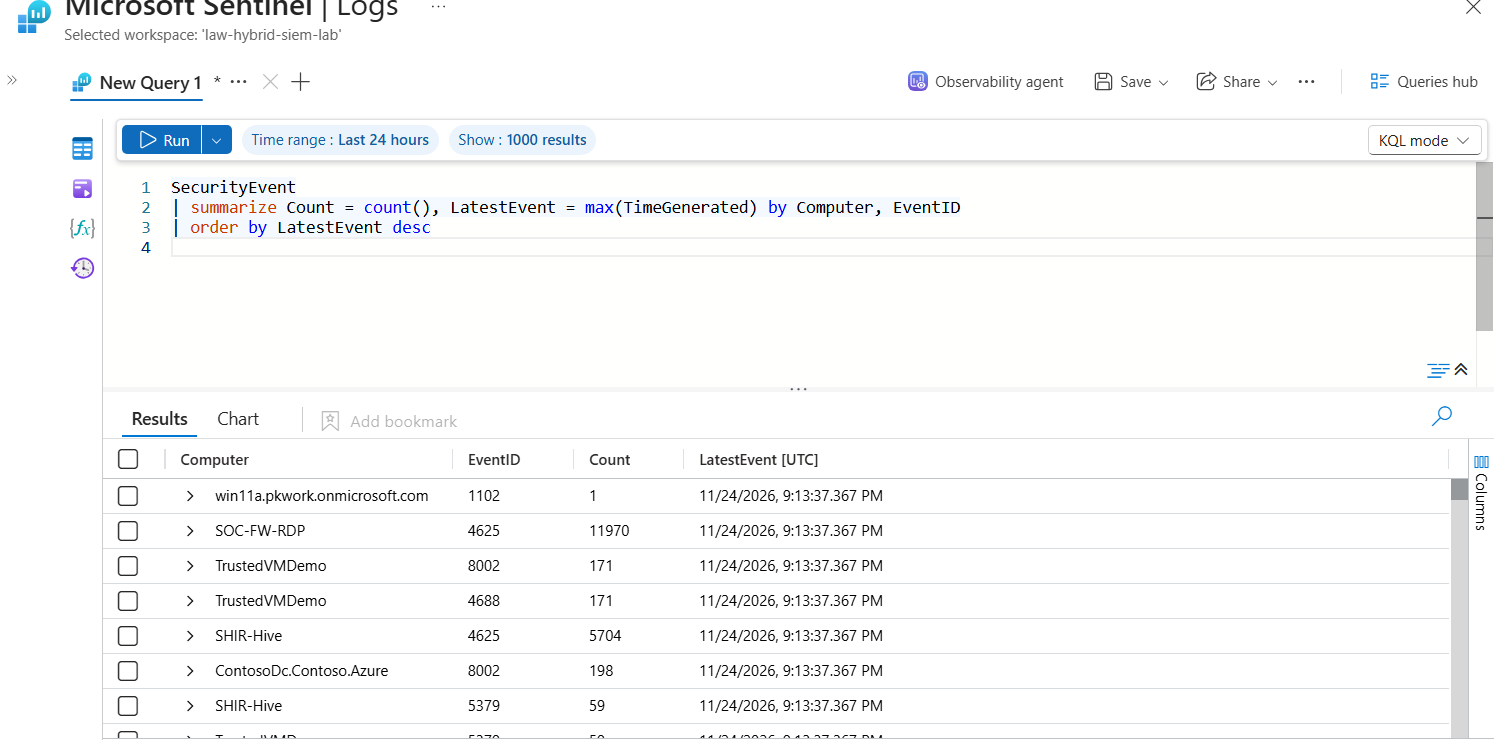 Microsoft Sentinel | Logs ...
Selected workspace: 'law-hybrid-siem-lab'
New Query 1 * ...
Observability agent
Save
Share
...
Queries hub
Run
Time range : Last 24 hours
Show : 1000 results
KQL mode
1 SecurityEvent
2 | summarize Count = count(), LatestEvent = max(TimeGenerated) by Computer, EventID
3 | order by LatestEvent desc
4
{fx}
Results Chart Add bookmark
Computer EventID Count LatestEvent [UTC]
win11a.pkwork.onmicrosoft.com 1102 1 11/24/2026, 9:13:37.367 PM
SOC-FW-RDP 4625 11970 11/24/2026, 9:13:37.367 PM
TrustedVMDemo 8002 171 11/24/2026, 9:13:37.367 PM
TrustedVMDemo 4688 171 11/24/2026, 9:13:37.367 PM
SHIR-Hive 4625 5704 11/24/2026, 9:13:37.367 PM
ContosoDc.Contoso.Azure 8002 198 11/24/2026, 9:13:37.367 PM
SHIR-Hive 5379 59 11/24/2026, 9:13:37.367 PM
Columns